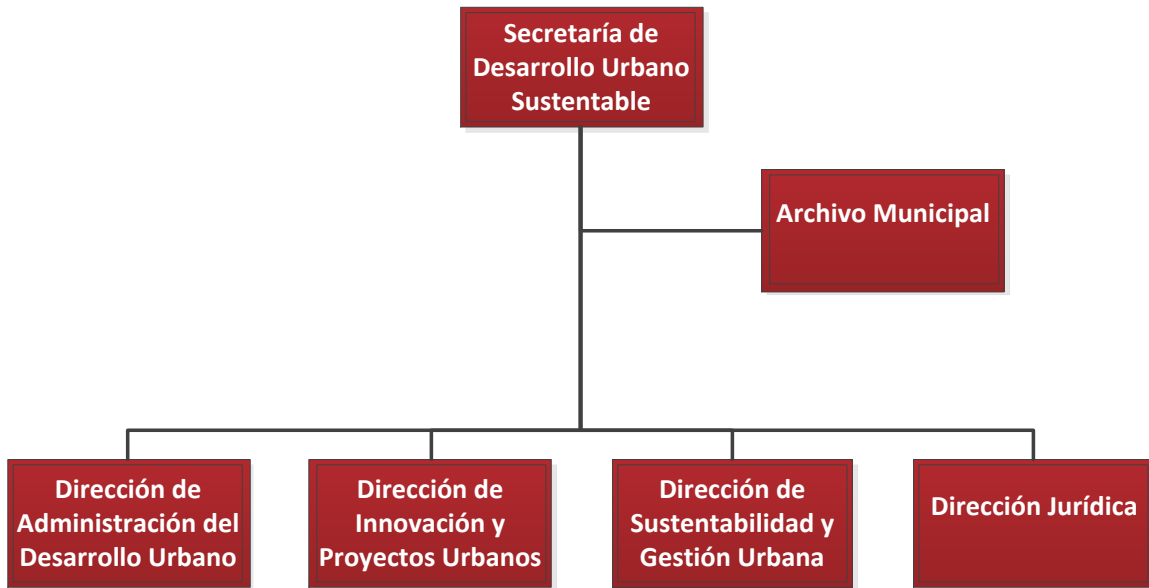 Secretaría de
Desarrollo Urbano
Sustentable
Archivo Municipal
Dirección de
Administración del
Desarrollo Urbano
Dirección de
Innovación y
Proyectos Urbanos
Dirección de
Sustentabilidad y
Gestión Urbana
Dirección Jurídica